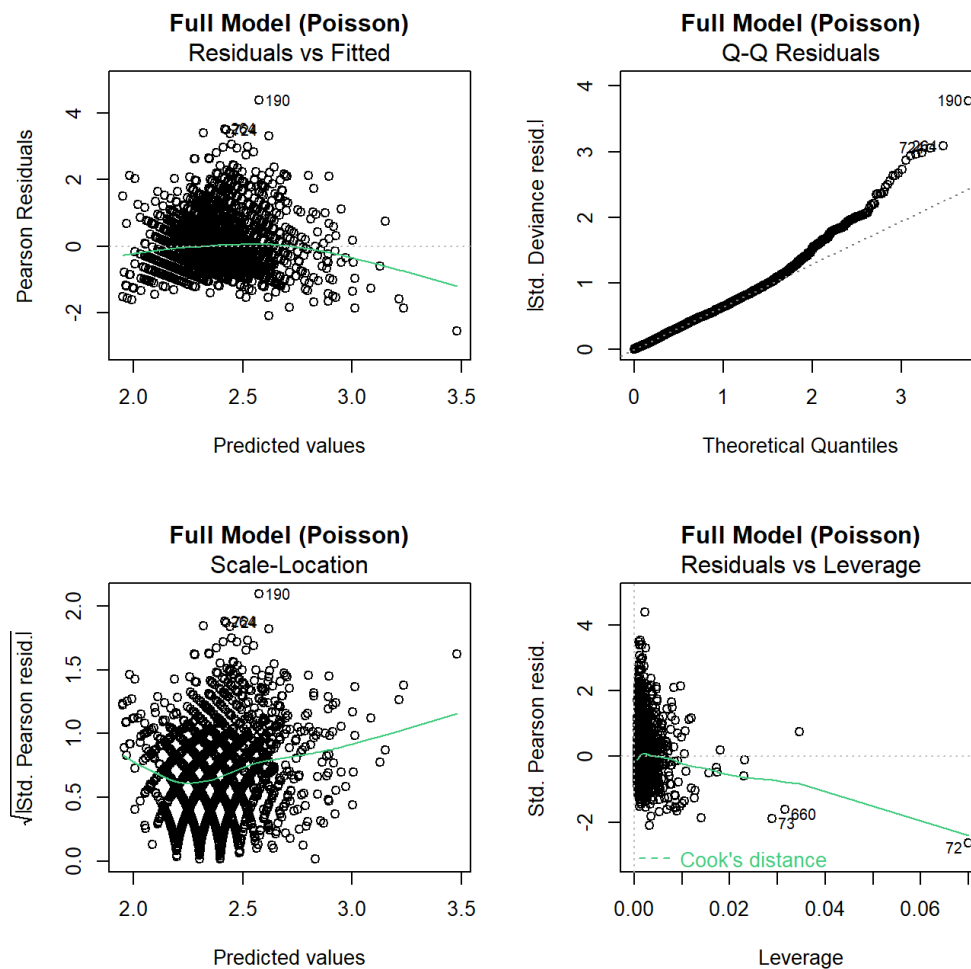 Full Model (Poisson)
Residuals vs Fitted
Pearson Residuals
4
2
0
-2
190
264
2.0 2.5 3.0 3.5
Predicted values
Full Model (Poisson)
Q-Q Residuals
|Std. Deviance resid.|
4
3
2
1
0
190
264
0 1 2 3
Theoretical Quantiles
Full Model (Poisson)
Scale-Location
√|Std. Pearson resid.|
2.0
1.5
1.0
0.5
0.0
190
264
2.0 2.5 3.0 3.5
Predicted values
Full Model (Poisson)
Residuals vs Leverage
Std. Pearson resid.
4
2
0
-2
660
73
72
Cook's distance
0.00 0.02 0.04 0.06
Leverage